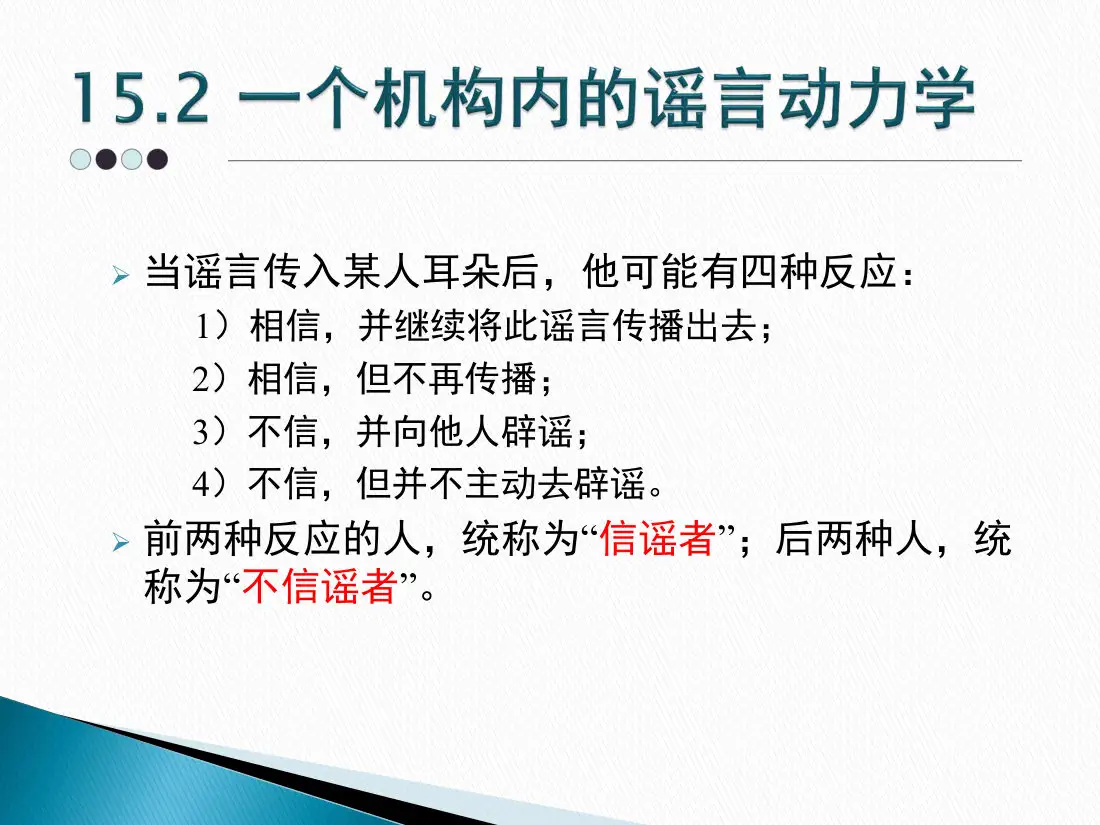 15.2 一个机构内的谣言动力学
当谣言传入某人耳朵后，他可能有四种反应：
1）相信，并继续将此谣言传播出去；
2）相信，但不再传播；
3）不信，并向他人辟谣；
4）不信，但并不主动去辟谣。
前两种反应的人，统称为“信谣者”；后两种人，统
称为“不信谣者”。